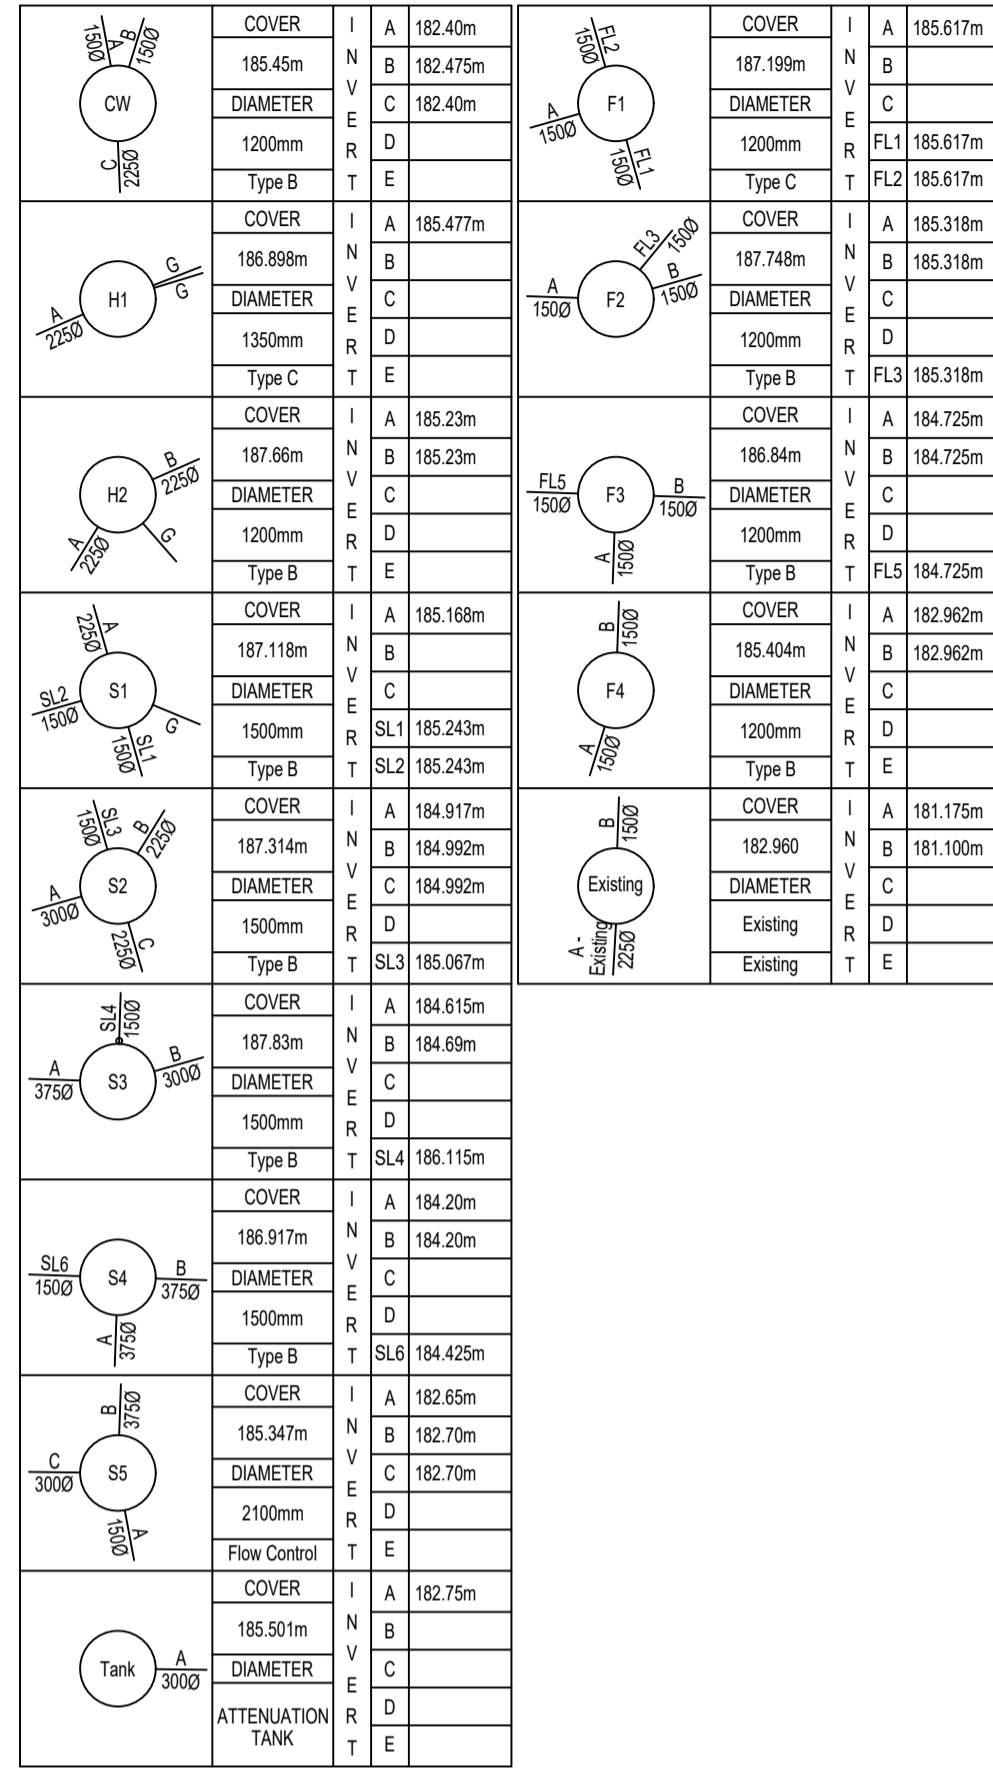 A
150Ø
B
150Ø
CW
C
225Ø
COVER
185.45m
DIAMETER
1200mm
Type B
INVERT
A 182.40m
B 182.475m
C 182.40m
D
E
G
G
H1
A
225Ø
COVER
186.898m
DIAMETER
1350mm
Type C
INVERT
A 185.477m
B
C
D
E
B
225Ø
H2
A
225Ø
G
COVER
187.66m
DIAMETER
1200mm
Type B
INVERT
A 185.23m
B 185.23m
C
D
E
A
225Ø
SL2
150Ø
S1
G
SL1
150Ø
COVER
187.118m
DIAMETER
1500mm
Type B
INVERT
A 185.168m
B
C
SL1 185.243m
SL2 185.243m
SL3
150Ø
B
225Ø
A
300Ø
S2
C
225Ø
COVER
187.314m
DIAMETER
1500mm
Type B
INVERT
A 184.917m
B 184.992m
C 184.992m
D
SL3 185.067m
SL4
150Ø
A
375Ø
S3
B
300Ø
COVER
187.83m
DIAMETER
1500mm
Type B
INVERT
A 184.615m
B 184.69m
C
D
SL4 186.115m
SL6
150Ø
S4
B
375Ø
A
375Ø
COVER
186.917m
DIAMETER
1500mm
Type B
INVERT
A 184.20m
B 184.20m
C
D
SL6 184.425m
B
375Ø
C
300Ø
S5
A
150Ø
COVER
185.347m
DIAMETER
2100mm
Flow Control
INVERT
A 182.65m
B 182.70m
C 182.70m
D
E
Tank
A
300Ø
COVER
185.501m
DIAMETER
ATTENUATION
TANK
INVERT
A 182.75m
B
C
D
E
FL2
150Ø
A
150Ø
F1
FL1
150Ø
COVER
187.199m
DIAMETER
1200mm
Type C
INVERT
A 185.617m
B
C
FL1 185.617m
FL2 185.617m
FL3
150Ø
A
150Ø
F2
B
150Ø
COVER
187.748m
DIAMETER
1200mm
Type B
INVERT
A 185.318m
B 185.318m
C
D
FL3 185.318m
FL5
150Ø
F3
B
150Ø
A
150Ø
COVER
186.84m
DIAMETER
1200mm
Type B
INVERT
A 184.725m
B 184.725m
C
D
FL5 184.725m
B
150Ø
F4
A
150Ø
COVER
185.404m
DIAMETER
1200mm
Type B
INVERT
A 182.962m
B 182.962m
C
D
E
B
150Ø
Existing
A -
Existing
225Ø
COVER
182.960
DIAMETER
Existing
Existing
INVERT
A 181.175m
B 181.100m
C
D
E